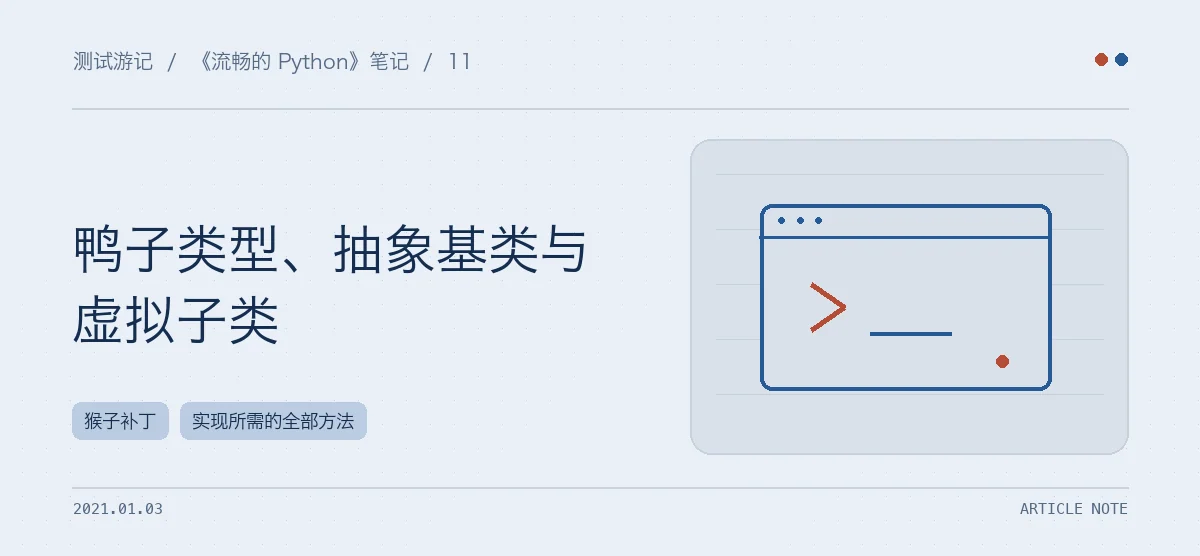 测试游记 / 《流畅的 Python》笔记 / 11
鸭子类型、抽象基类与
虚拟子类
猴子补丁
实现所需的全部方法
2021.01.03
ARTICLE NOTE